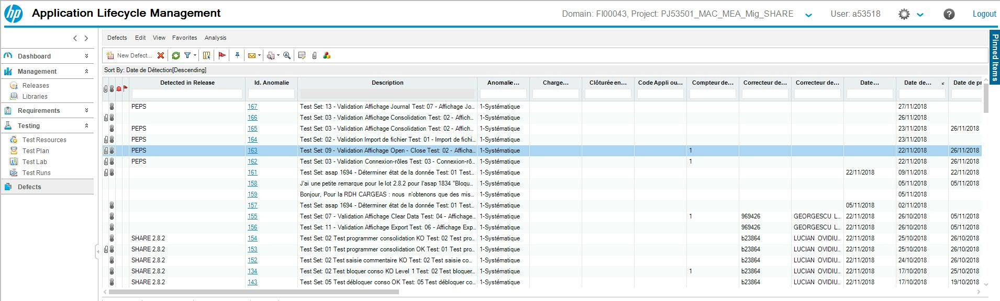 hp Application Lifecycle Management Domain: FI00043, Project: PJ53501_MAC_MEA_Mig_SHARE User: a53518 ? Logout
Pinned Items
Defects Edit View Favorites Analysis
New Defect...
Sort By: Date de Détection[Descending]
Dashboard
Management
Releases
Libraries
Requirements
Testing
Test Resources
Test Plan
Test Lab
Test Runs
Defects
Detected in Release Id. Anomalie Description Anomalie... Charge... Clôturée en... Code Appli ou... Compteur de... Correcteur de... Correcteur de... Date... Date de... Date de pr
PEPS 167 Test Set: 13 - Validation Affichage Journal Test: 07 - Affichage Jo... 1-Systématique 27/11/2018
166 Test Set: 03 - Validation Affichage Consolidation Test: 02 - Affich... 1-Systématique 26/11/2018
PEPS 165 Test Set: 03 - Validation Affichage Consolidation Test: 02 - Affich... 1-Systématique 23/11/2018 26/11/2018
PEPS 164 Test Set: 02 - Validation Import de fichier Test: 01 - Import de fichi... 1-Systématique 23/11/2018
PEPS 163 Test Set: 09 - Validation Affichage Open - Close Test: 02 - Afficha... 1-Systématique 1 22/11/2018 26/11/2018
PEPS 162 Test Set: 03 - Validation Connexion-rôles Test: 03 - Connexion-rô... 1-Systématique 1 22/11/2018 26/11/2018
161 Test Set: asap 1694 - Déterminer état de la donnée Test: 01 Test... 1-Systématique 22/11/2018 09/11/2018 22/11/2018
158 J'ai une petite remarque pour le lot 2.8.2 pour l'asap 1834 "Bloqu... 1-Systématique 05/11/2018 05/11/2018
159 Bonjour, Pour la RDH CARGEAS : nous n'obtenons que des mis... 1-Systématique 05/11/2018
157 Test Set: asap 1694 - Déterminer état de la donnée Test: 01 Test... 1-Systématique 05/11/2018 02/11/2018
155 Test Set: 07 - Validation Affichage Clear Data Test: 04 - Affichage... 1-Systématique 1 969426 GEORGESCU L... 22/11/2018 26/10/2018 05/11/2018
156 Test Set: 11 - Validation Affichage Export Test: 06 - Affichage Exp... 1-Systématique 969426 GEORGESCU L... 22/11/2018 26/10/2018 05/11/2018
SHARE 2.8.2 154 Test Set: 02 Test programmer consolidation KO Test: 02 Test pro... 1-Systématique b23864 LUCIAN OVIDIU... 22/11/2018 25/10/2018 26/10/2018
SHARE 2.8.2 153 Test Set: 01 Test programmer consolidation OK Test: 01 Test pro... 1-Systématique b23864 LUCIAN OVIDIU... 22/11/2018 25/10/2018 26/10/2018
SHARE 2.8.2 152 Test Set: 02 Test saisie commentaire KO Test: 02 Test saisie co... 1-Systématique b23864 LUCIAN OVIDIU... 22/11/2018 24/10/2018 26/10/2018
SHARE 2.8.2 134 Test Set: 02 Test bloquer conso KO Level 1 Test: 02 Test bloquer... 1-Systématique 1 b23864 LUCIAN OVIDIU... 22/11/2018 17/10/2018 25/10/2018
SHARE 2.8.2 143 Test Set: 05 Test débloquer conso OK Test: 05 Test débloquer co... 1-Systématique b23864 LUCIAN OVIDIU... 22/11/2018 17/10/2018 19/10/2018